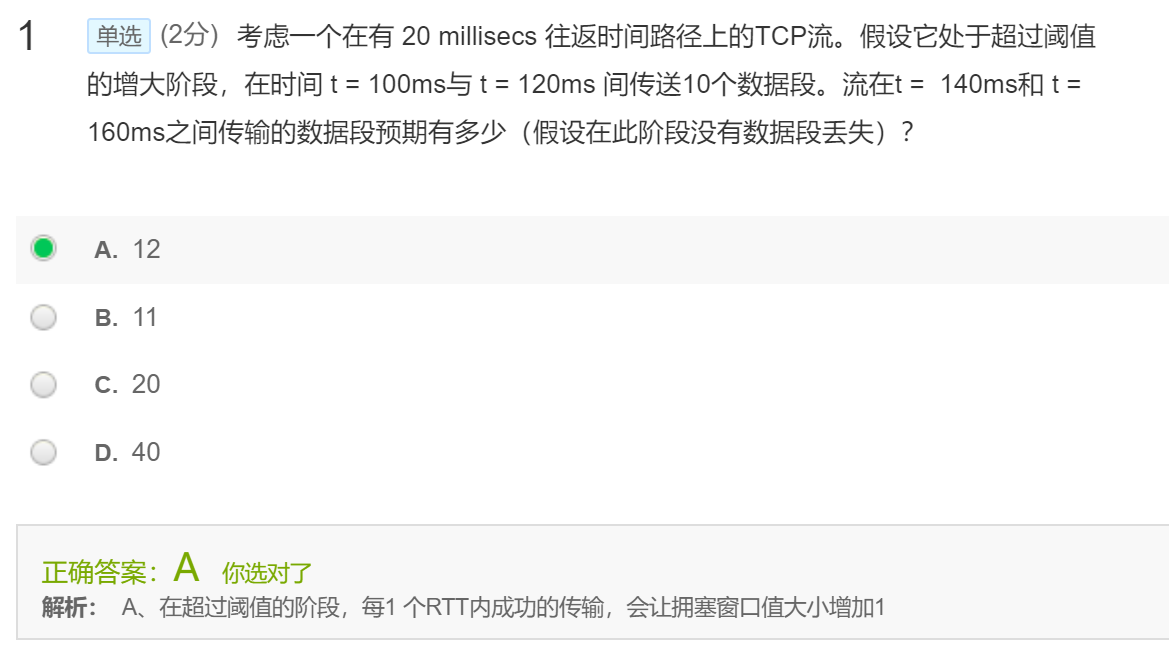 1 单选 (2分) 考虑一个在有 20 millisecs 往返时间路径上的TCP流。假设它处于超过阈值
的增大阶段，在时间 t = 100ms与 t = 120ms 间传送10个数据段。流在t = 140ms和 t =
160ms之间传输的数据段预期有多少（假设在此阶段没有数据段丢失）？
A. 12
B. 11
C. 20
D. 40
正确答案：A 你选对了
解析： A、在超过阈值的阶段，每1 个RTT内成功的传输，会让拥塞窗口值大小增加1